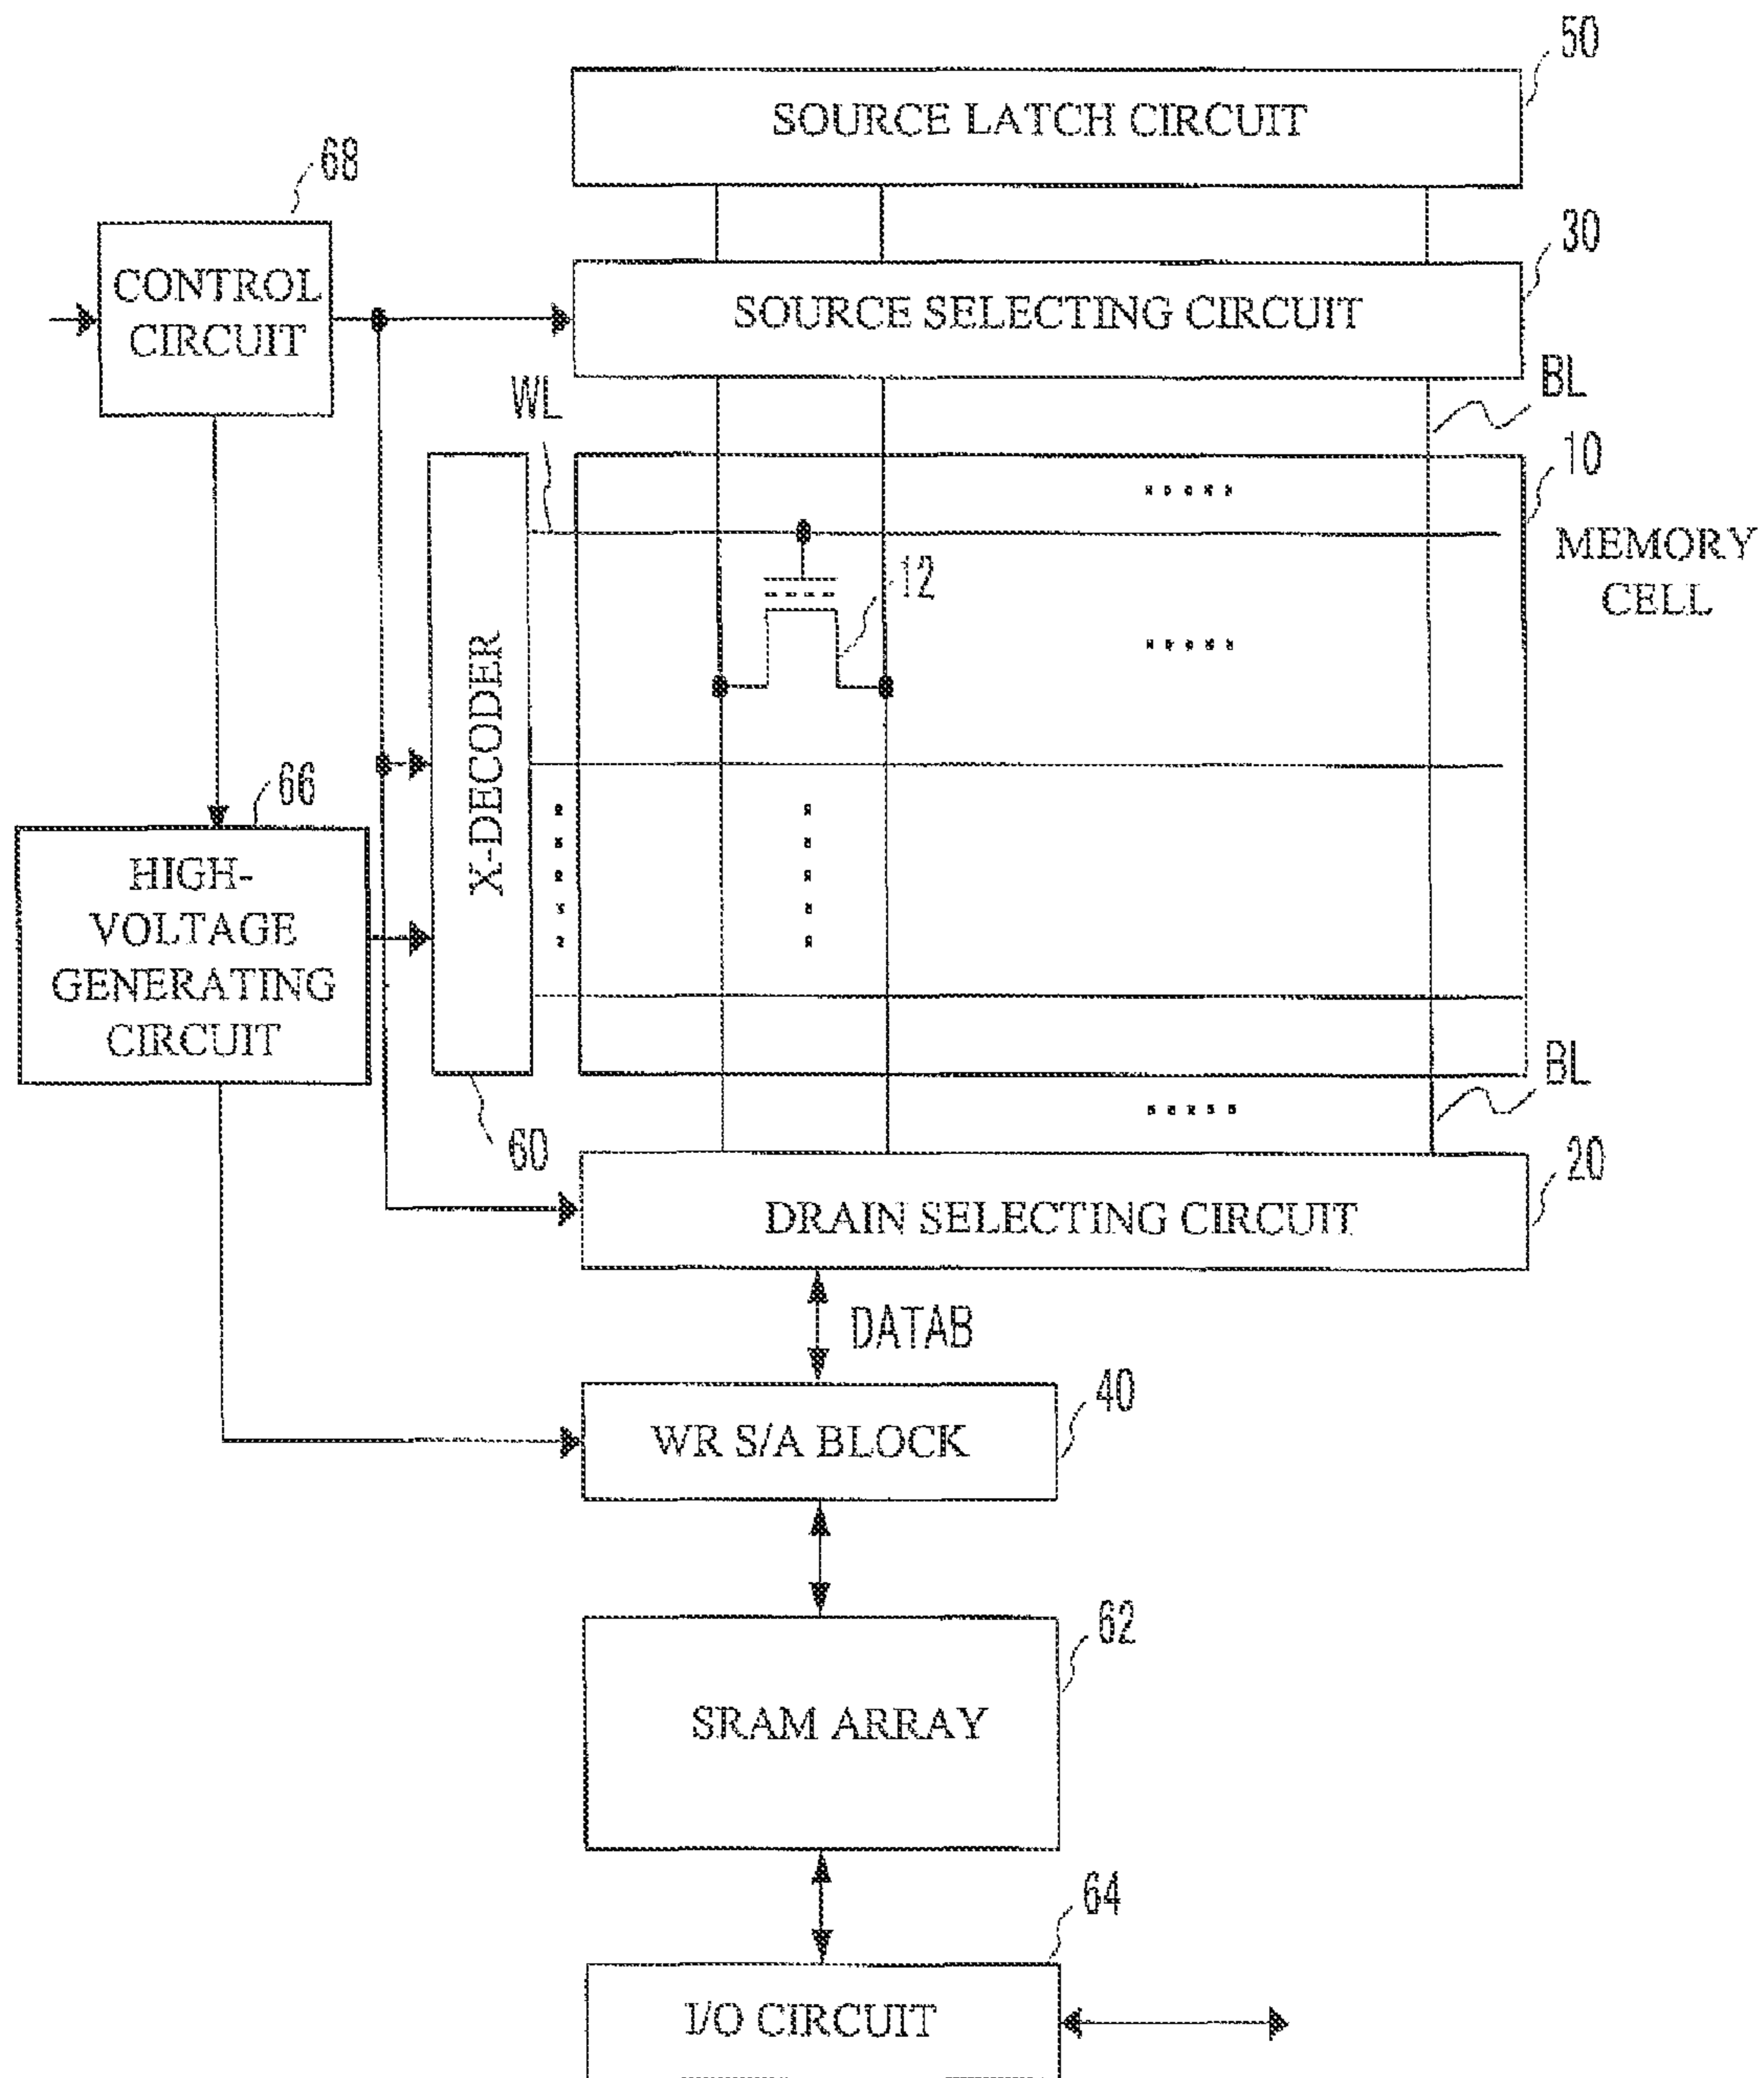 50
SOURCE LATCH CIRCUIT
68
30
CONTROL
CIRCUIT
SOURCE SELECTING CIRCUIT
WL
BL
10
MEMORY
CELL
12
X-DECODER
66
HIGH-
VOLTAGE
GENERATING
CIRCUIT
BL
60
20
DRAIN SELECTING CIRCUIT
DATAB
40
WR S/A BLOCK
62
SRAM ARRAY
64
I/O CIRCUIT